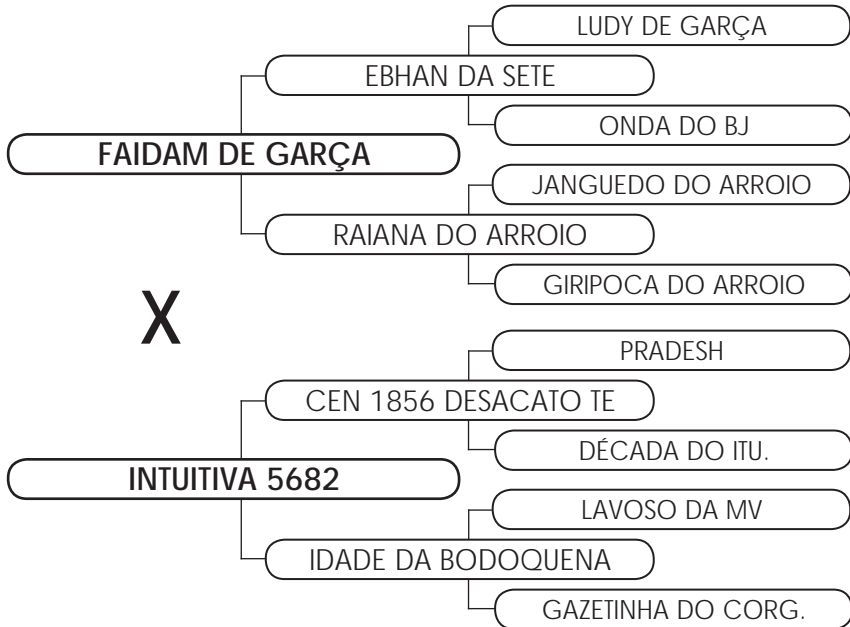 LUDY DE GARÇA
EBHAN DA SETE
ONDA DO BJ
FAIDAM DE GARÇA
JANGUEDO DO ARROIO
RAIANA DO ARROIO
GIRIPOCA DO ARROIO
X
PRADESH
CEN 1856 DESACATO TE
DÉCADA DO ITU.
INTUITIVA 5682
LAVOSO DA MV
IDADE DA BODOQUENA
GAZETINHA DO CORG.